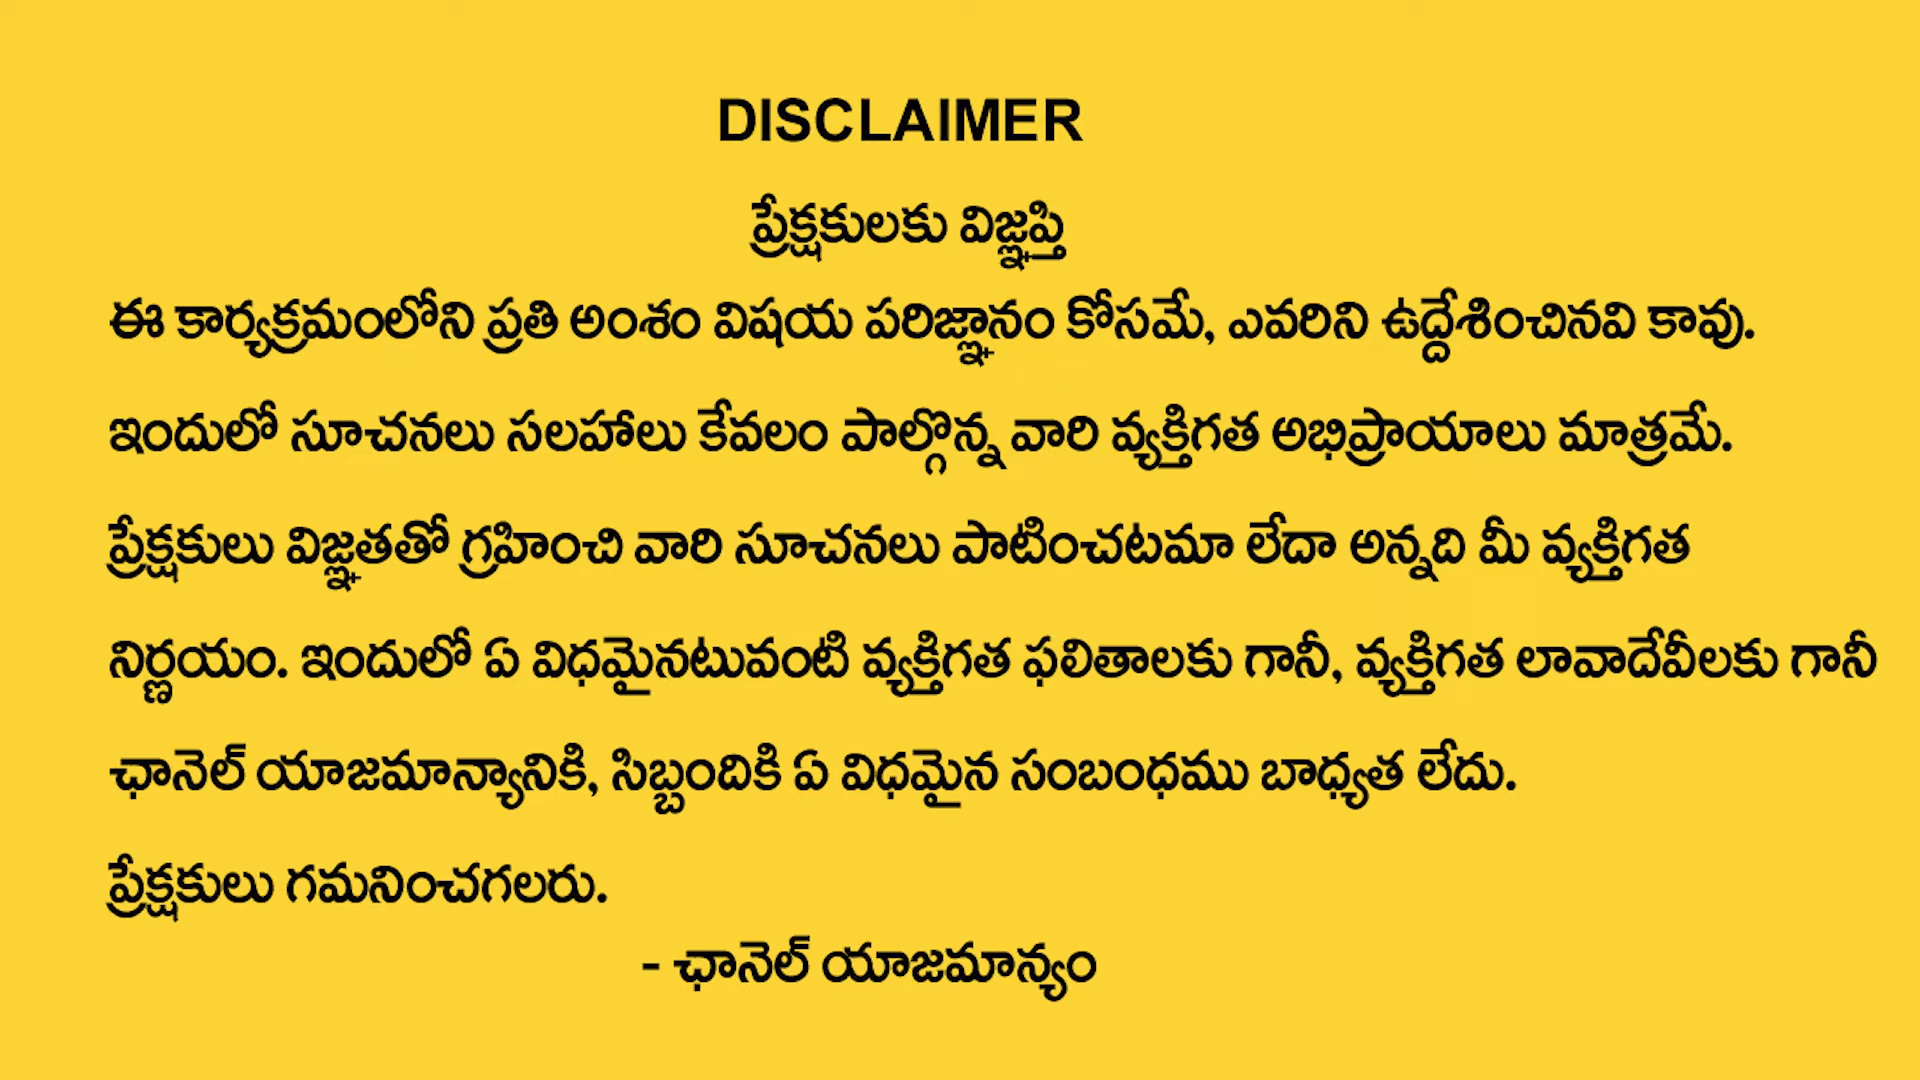 DISCLAIMER
ప్రేక్షకులకు విజ్ఞప్తి
ఈ కార్యక్రమంలోని ప్రతి అంశం విషయ పరిజ్ఞానం కోసమే, ఎవరిని ఉద్దేశించినవి కావు.
ఇందులో సూచనలు సలహాలు కేవలం పాల్గొన్న వారి వ్యక్తిగత అభిప్రాయాలు మాత్రమే.
ప్రేక్షకులు విజ్ఞతతో గ్రహించి వారి సూచనలు పాటించటమా లేదా అన్నది మీ వ్యక్తిగత
నిర్ణయం. ఇందులో ఏ విధమైనటువంటి వ్యక్తిగత ఫలితాలకు గానీ, వ్యక్తిగత లావాదేవీలకు గానీ
ఛానెల్ యాజమాన్యానికి, సిబ్బందికి ఏ విధమైన సంబంధము బాధ్యత లేదు.
ప్రేక్షకులు గమనించగలరు.
- ఛానెల్ యాజమాన్యం